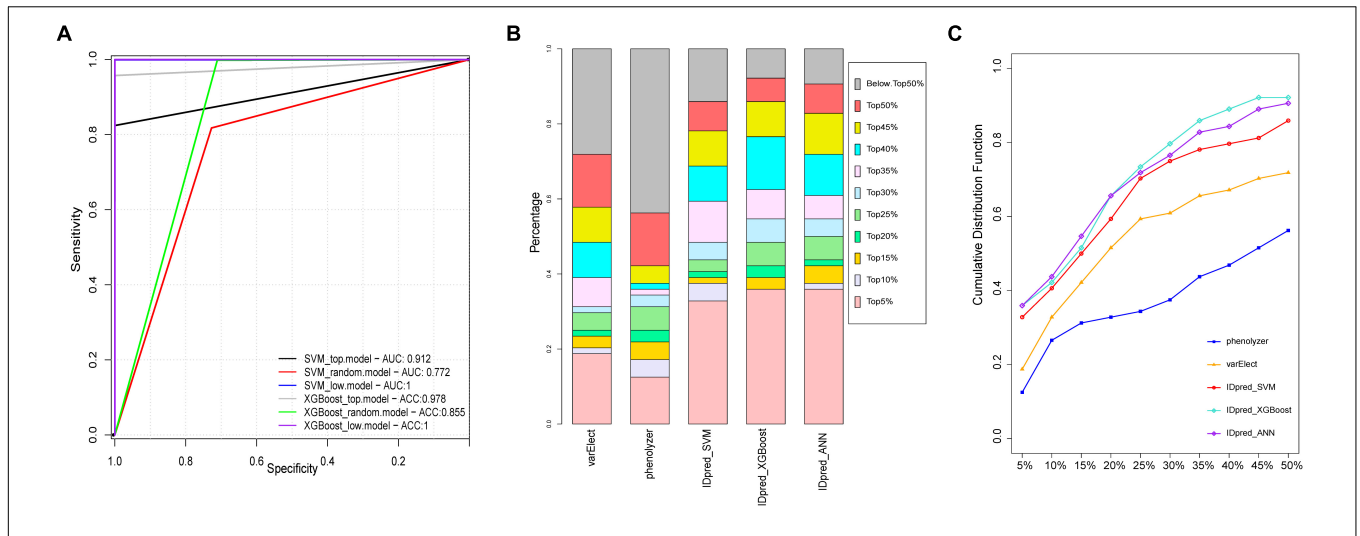 A
Sensitivity
1.0
0.8
0.6
0.4
0.2
0.0
SVM_top.model − AUC: 0.912
SVM_random.model − AUC: 0.772
SVM_low.model − AUC:1
XGBoost_top.model − ACC:0.978
XGBoost_random.model − ACC:0.855
XGBoost_low.model − ACC:1
1.0 0.8 0.6 0.4 0.2
Specificity
B
Percentage
1.0
0.8
0.6
0.4
0.2
0.0
varElect
phenolyzer
IDpred_SVM
IDpred_XGBoost
IDpred_ANN
Below.Top50%
Top50%
Top45%
Top40%
Top35%
Top30%
Top25%
Top20%
Top15%
Top10%
Top5%
C
Cumulative Distribution Function
1.0
0.8
0.6
0.4
0.2
0.0
phenolyzer
varElect
IDpred_SVM
IDpred_XGBoost
IDpred_ANN
5% 10% 15% 20% 25% 30% 35% 40% 45% 50%